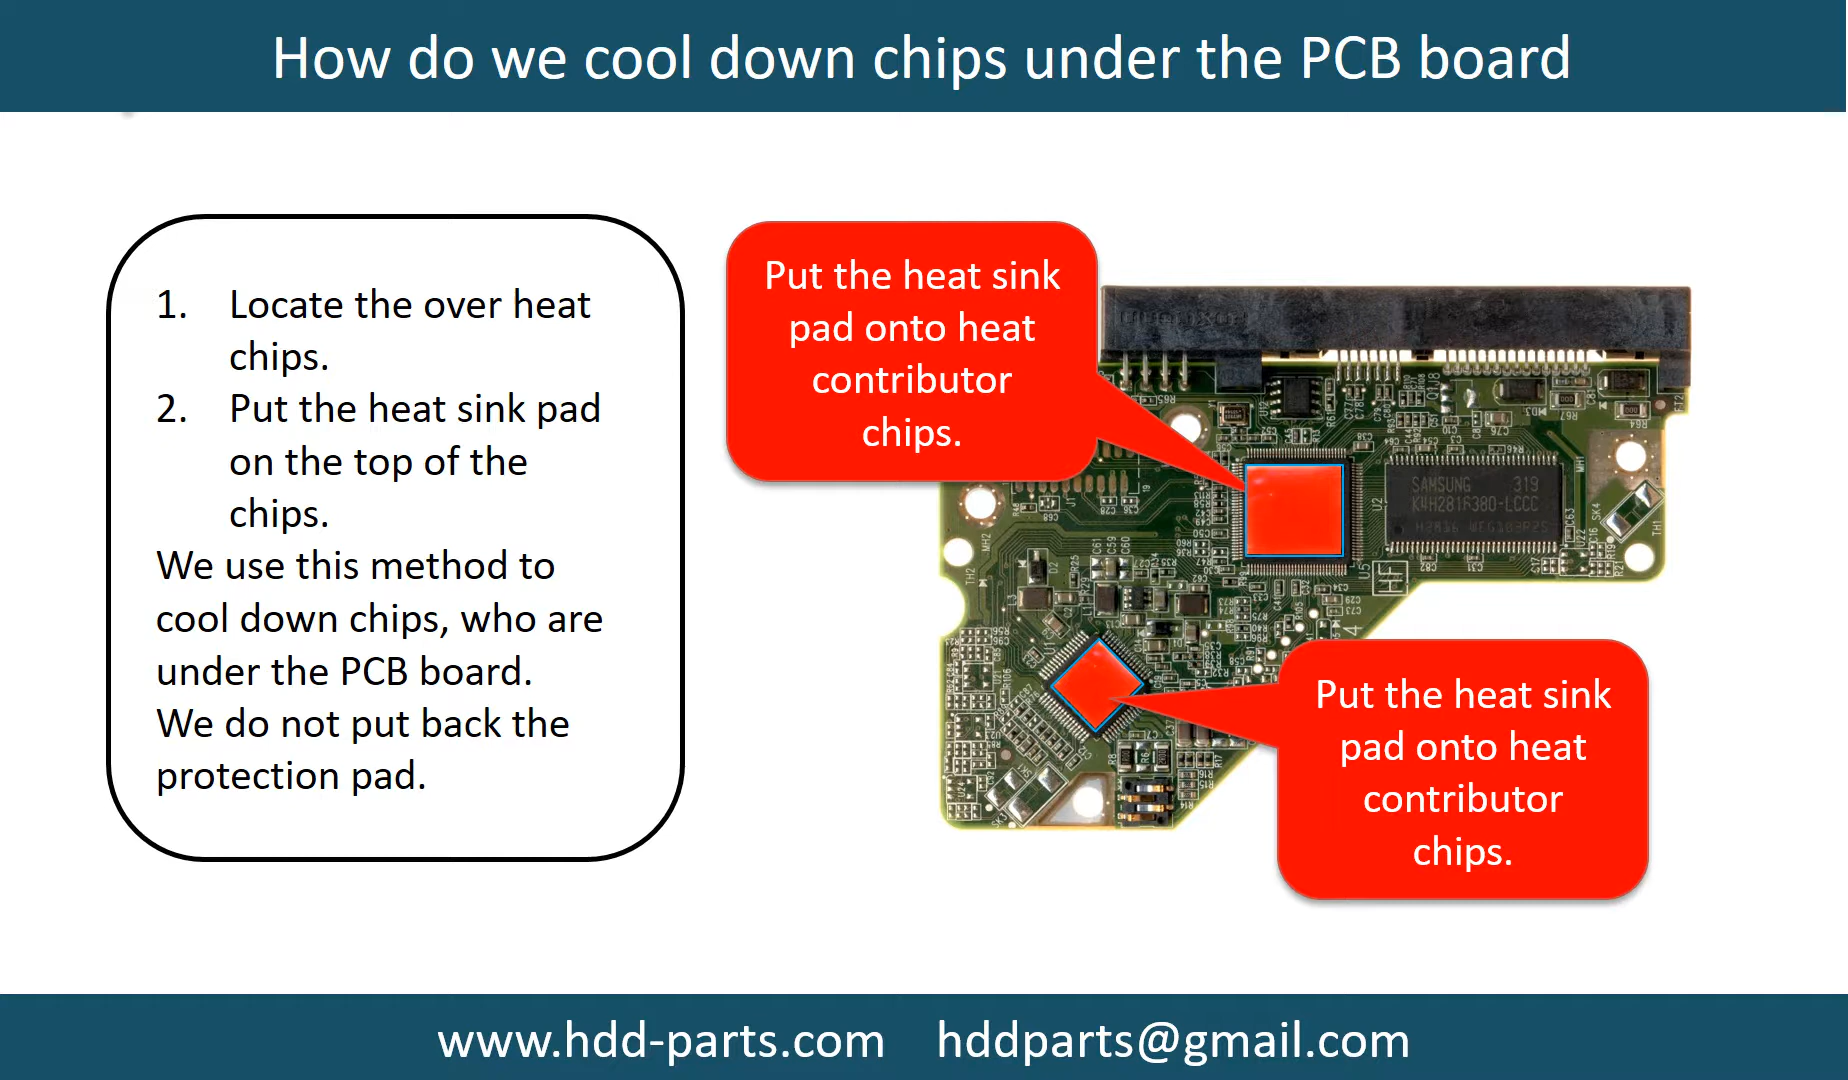 How do we cool down chips under the PCB board
1. Locate the over heat
chips.
2. Put the heat sink pad
on the top of the
chips.
We use this method to
cool down chips, who are
under the PCB board.
We do not put back the
protection pad.
Put the heat sink
pad onto heat
contributor
chips.
SAMSUNG 319
K4H281638O-LCCC
Put the heat sink
pad onto heat
contributor
chips.
www.hdd-parts.com hddparts@gmail.com